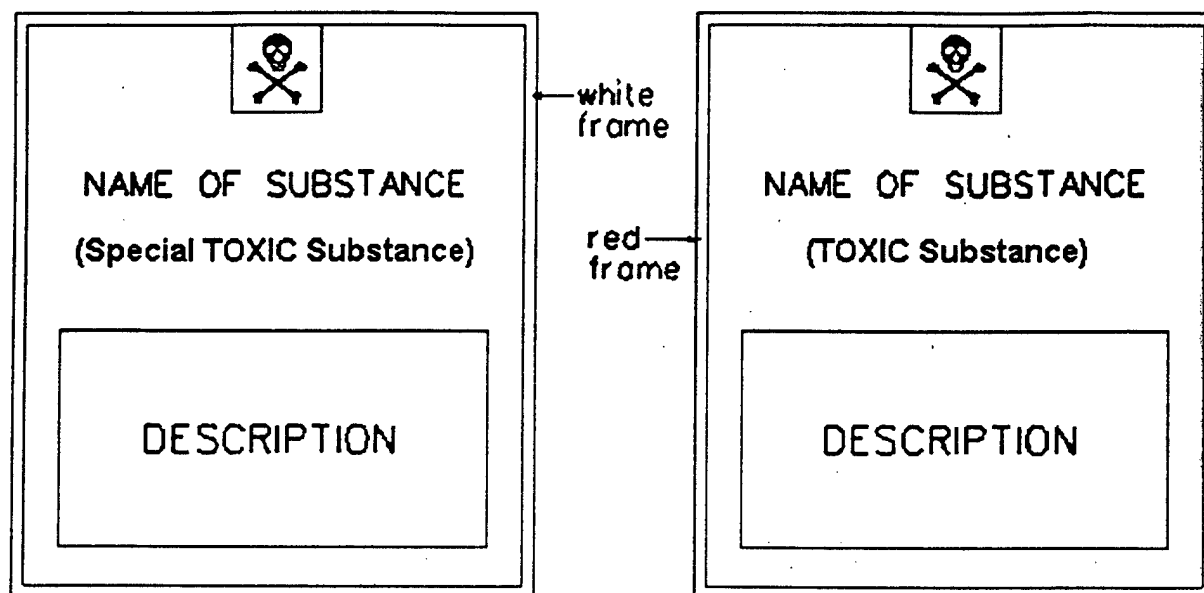 white
frame
NAME OF SUBSTANCE
(Special TOXIC Substance)
DESCRIPTION
red
frame
NAME OF SUBSTANCE
(TOXIC Substance)
DESCRIPTION